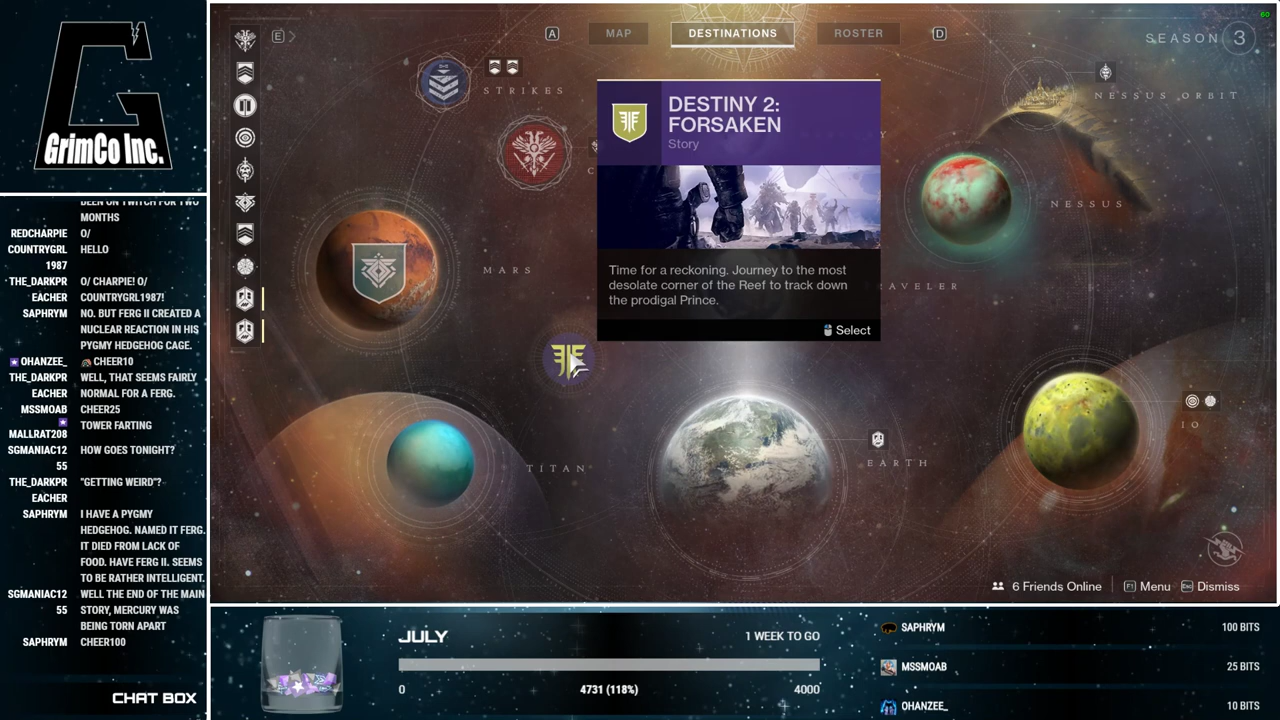 GrimCo Inc.
BEEN ON TWITCH FOR TWO
MONTHS
REDCHARPIE O/
COUNTRYGRL HELLO
1987
THE_DARKPR O/ CHARPIE! O/
EACHER COUNTRYGRL1987!
SAPHRYM NO. BUT FERG II CREATED A
NUCLEAR REACTION IN HIS
PYGMY HEDGEHOG CAGE.
OHANZEE_ CHEER10
THE_DARKPR WELL, THAT SEEMS FAIRLY
EACHER NORMAL FOR A FERG.
MSSMOAB CHEER25
MALLRAT208 TOWER FARTING
SGMANIAC12 HOW GOES TONIGHT?
55
THE_DARKPR "GETTING WEIRD"?
EACHER
SAPHRYM I HAVE A PYGMY
HEDGEHOG. NAMED IT FERG.
IT DIED FROM LACK OF
FOOD. HAVE FERG II. SEEMS
TO BE RATHER INTELLIGENT.
SGMANIAC12 WELL THE END OF THE MAIN
55 STORY, MERCURY WAS
BEING TORN APART
SAPHRYM CHEER100
CHAT BOX
60
E
A MAP DESTINATIONS ROSTER D
SEASON 3
STRIKES
NESSUS ORBIT
DESTINY 2:
FORSAKEN
Story
Y
C
NESSUS
MARS
Time for a reckoning. Journey to the most
desolate corner of the Reef to track down
the prodigal Prince.
RAVELER
Select
IO
EARTH
TITAN
6 Friends Online F1 Menu Esc Dismiss
JULY 1 WEEK TO GO
0 4731 (118%) 4000
SAPHRYM 100 BITS
MSSMOAB 25 BITS
OHANZEE_ 10 BITS